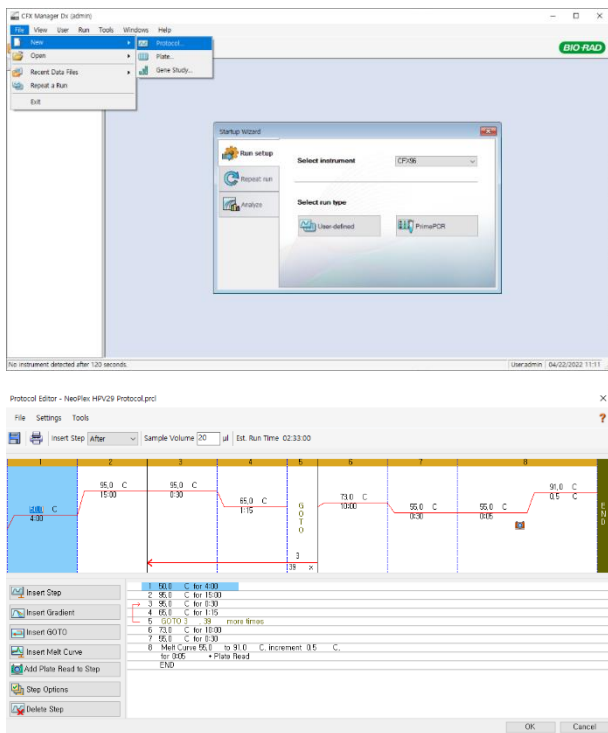 CFX Manager Dx (admin)
File View User Run Tools Windows Help
New
Protocol...
Open
Plate...
Recent Data Files
Gene Study...
Repeat a Run
Exit
BIO-RAD
Startup Wizard
Run setup
Repeat run
Analyze
Select instrument
CFX96
Select run type
User-defined
PrimePCR
No instrument detected after 120 seconds.
User:admin 04/22/2022 11:11
Protocol Editor - NeoPlex HPV29 Protocol.prcl
File Settings Tools
?
Insert Step After Sample Volume 20 μl Est. Run Time 02:33:00
1 2 3 4 5 6 7 8
C
4:00
95,0 C
15:00
95,0 C
0:30
65,0 C
1:15
GOTO
3
39 x
73,0 C
10:00
55,0 C
0:30
55,0 C
0:05
91,0 C
0,5 C
END
Insert Step
Insert Gradient
Insert GOTO
Insert Melt Curve
Add Plate Read to Step
Step Options
Delete Step
1 50,0 C for 4:00
2 95,0 C for 15:00
3 95,0 C for 0:30
4 65,0 C for 1:15
5 GOTO 3 , 39 more times
6 73,0 C for 10:00
7 55,0 C for 0:30
8 Melt Curve 55,0 to 91,0 C, increment 0,5 C,
for 0:05 + Plate Read
END
OK Cancel